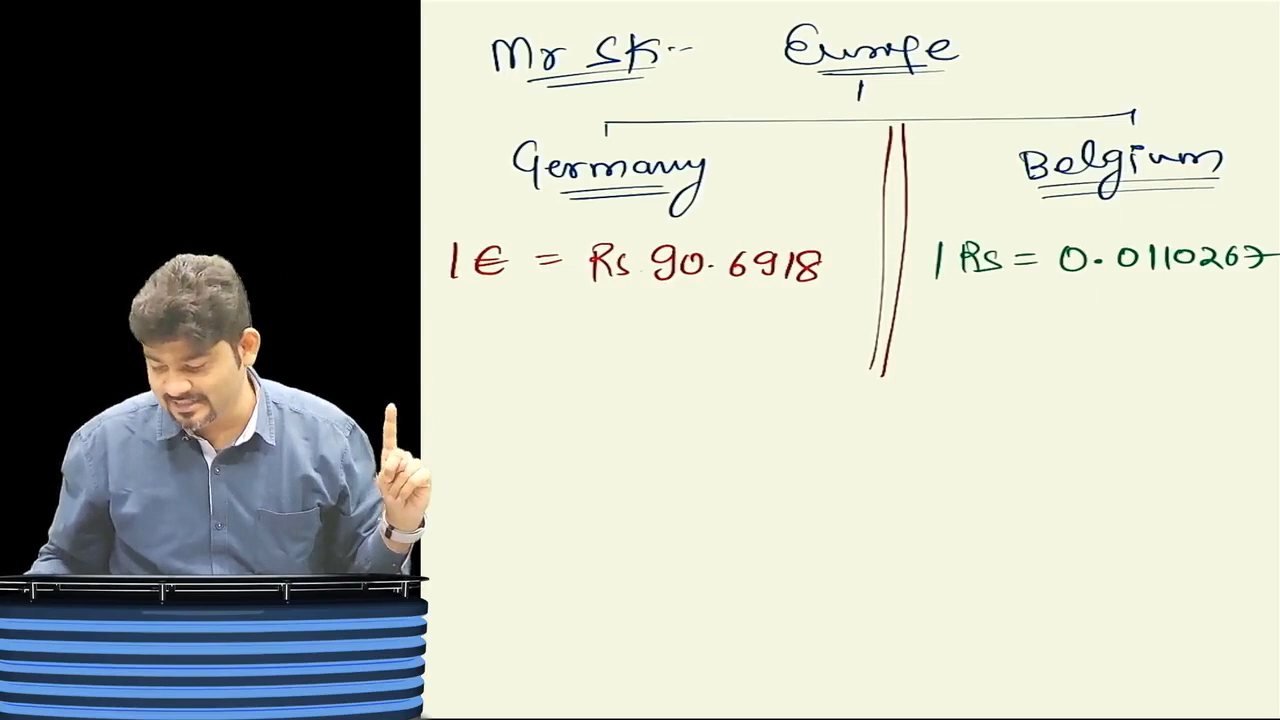 Mr SK-- Europe
Germany Belgium
1 € = Rs 90.6918 1 Rs = 0.0110267